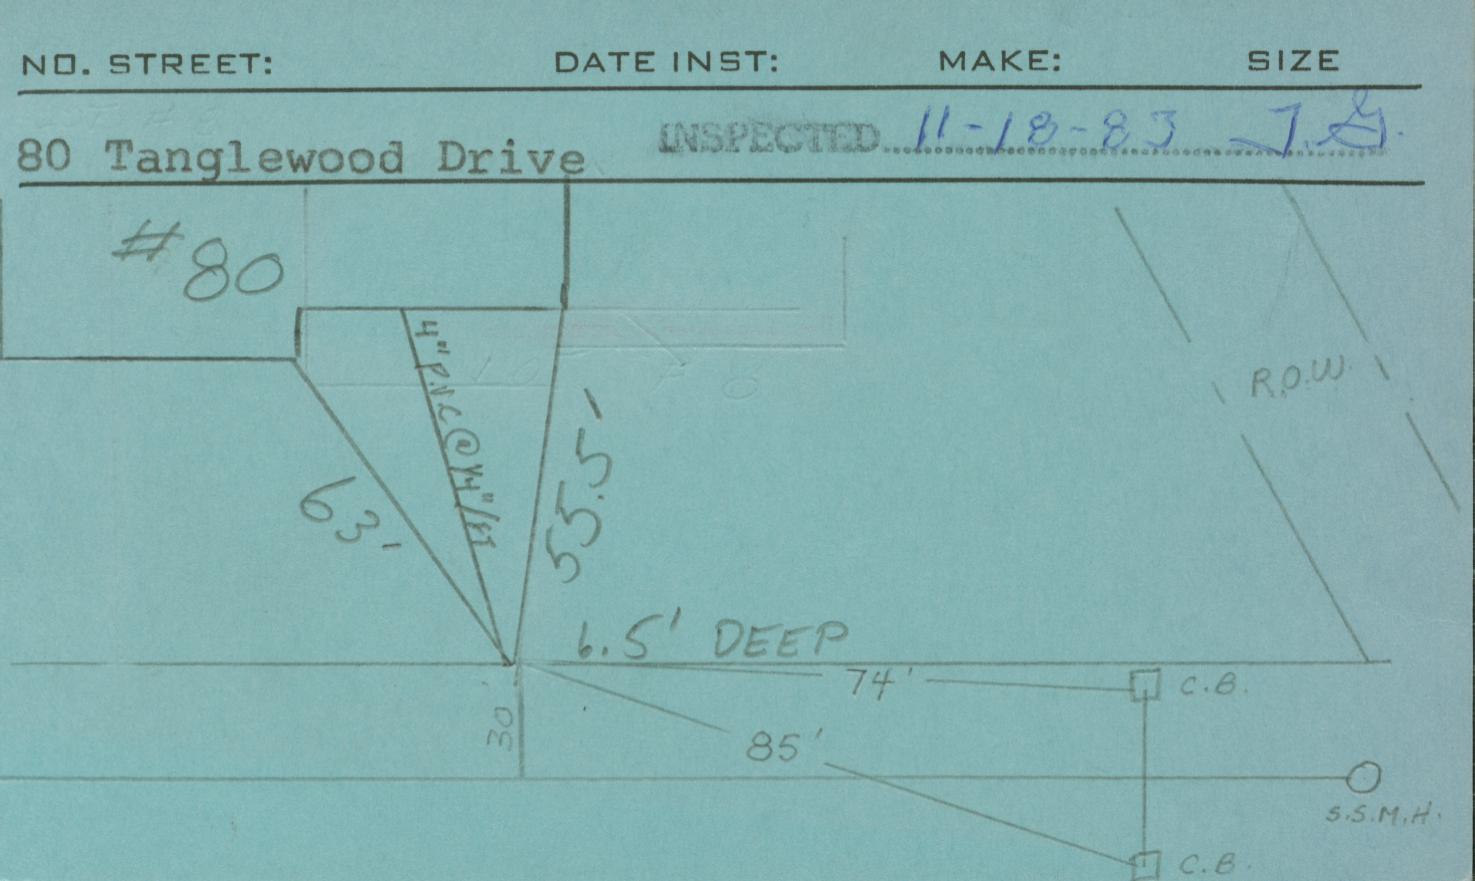 NO. STREET: DATE INST: MAKE: SIZE
80 Tanglewood Drive INSPECTED 11-18-83 J.G.
#80
4" P.V.C @ 1/4"/FT
R.O.W.
63'
55.5'
6.5' DEEP
74' C.B.
30
85'
S.S.M.H.
C.B.